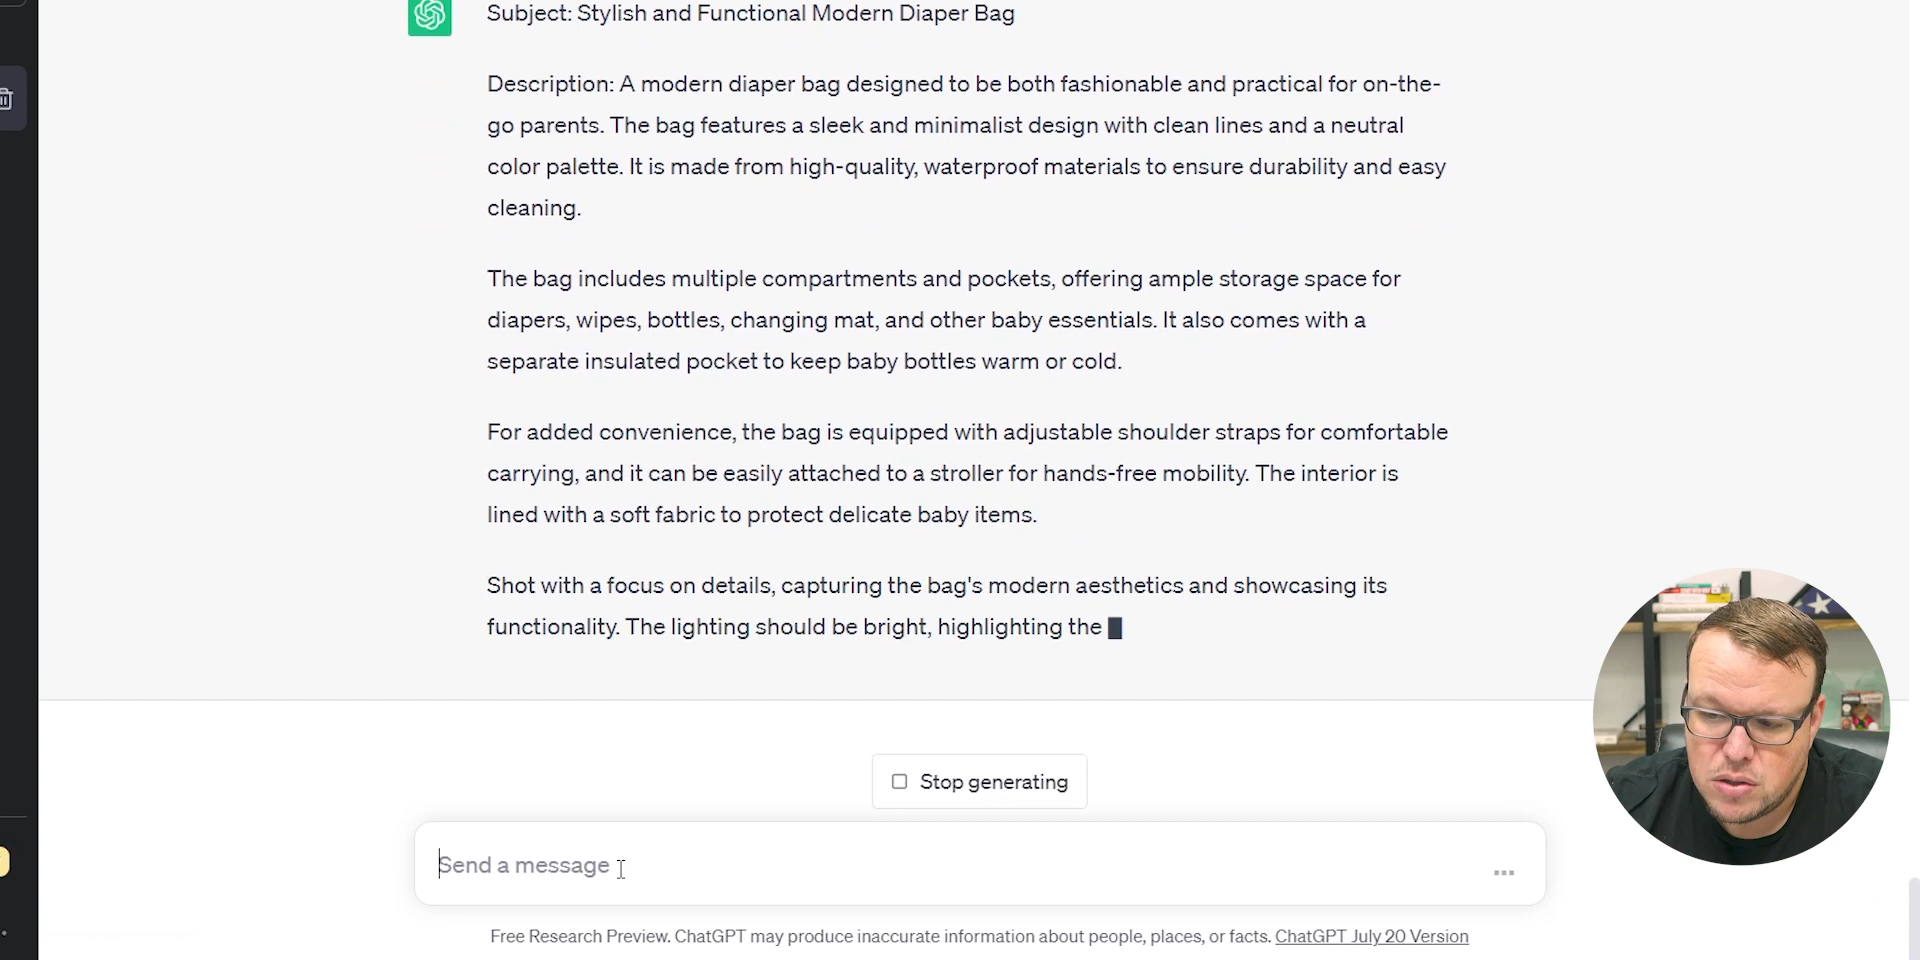 Subject: Stylish and Functional Modern Diaper Bag
Description: A modern diaper bag designed to be both fashionable and practical for on-the-
go parents. The bag features a sleek and minimalist design with clean lines and a neutral
color palette. It is made from high-quality, waterproof materials to ensure durability and easy
cleaning.
The bag includes multiple compartments and pockets, offering ample storage space for
diapers, wipes, bottles, changing mat, and other baby essentials. It also comes with a
separate insulated pocket to keep baby bottles warm or cold.
For added convenience, the bag is equipped with adjustable shoulder straps for comfortable
carrying, and it can be easily attached to a stroller for hands-free mobility. The interior is
lined with a soft fabric to protect delicate baby items.
Shot with a focus on details, capturing the bag's modern aesthetics and showcasing its
functionality. The lighting should be bright, highlighting the
Stop generating
Send a message
Free Research Preview. ChatGPT may produce inaccurate information about people, places, or facts. ChatGPT July 20 Version